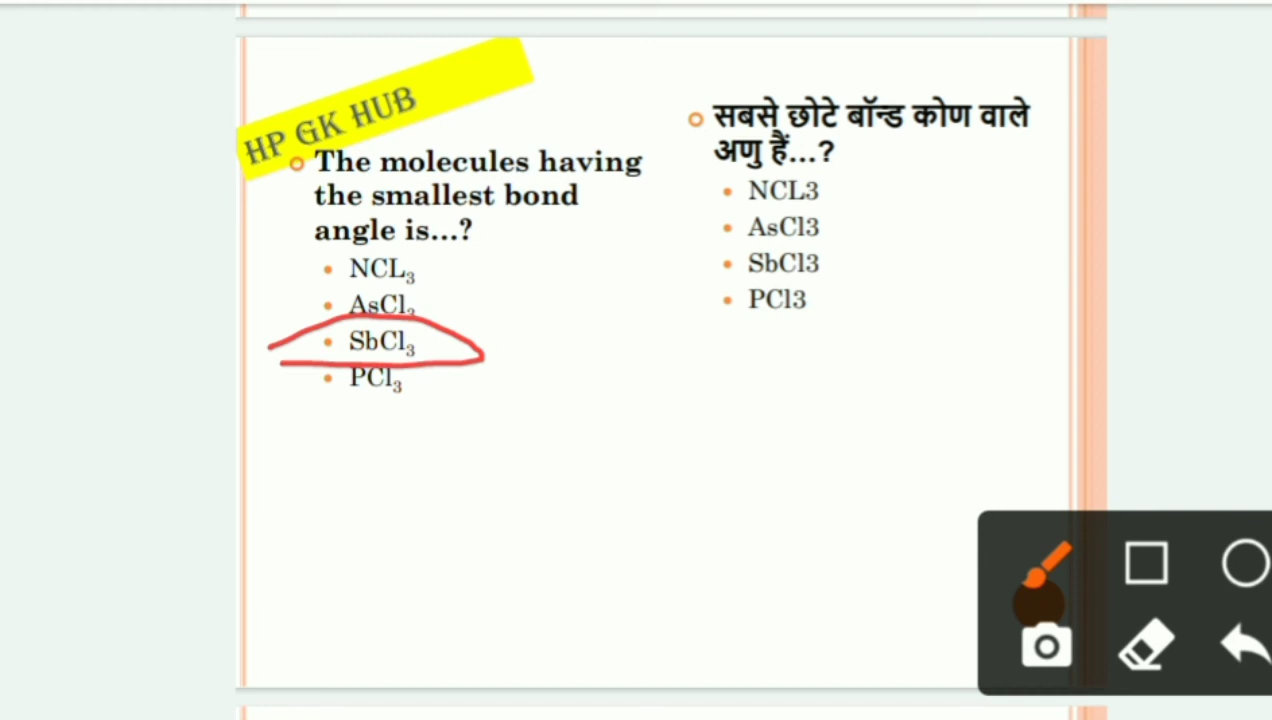 HP GK HUB
The molecules having
the smallest bond
angle is...?
NCL₃
AsCl₃
SbCl₃
PCl₃
सबसे छोटे बॉन्ड कोण वाले
अणु हैं...?
NCL3
AsCl3
SbCl3
PCl3